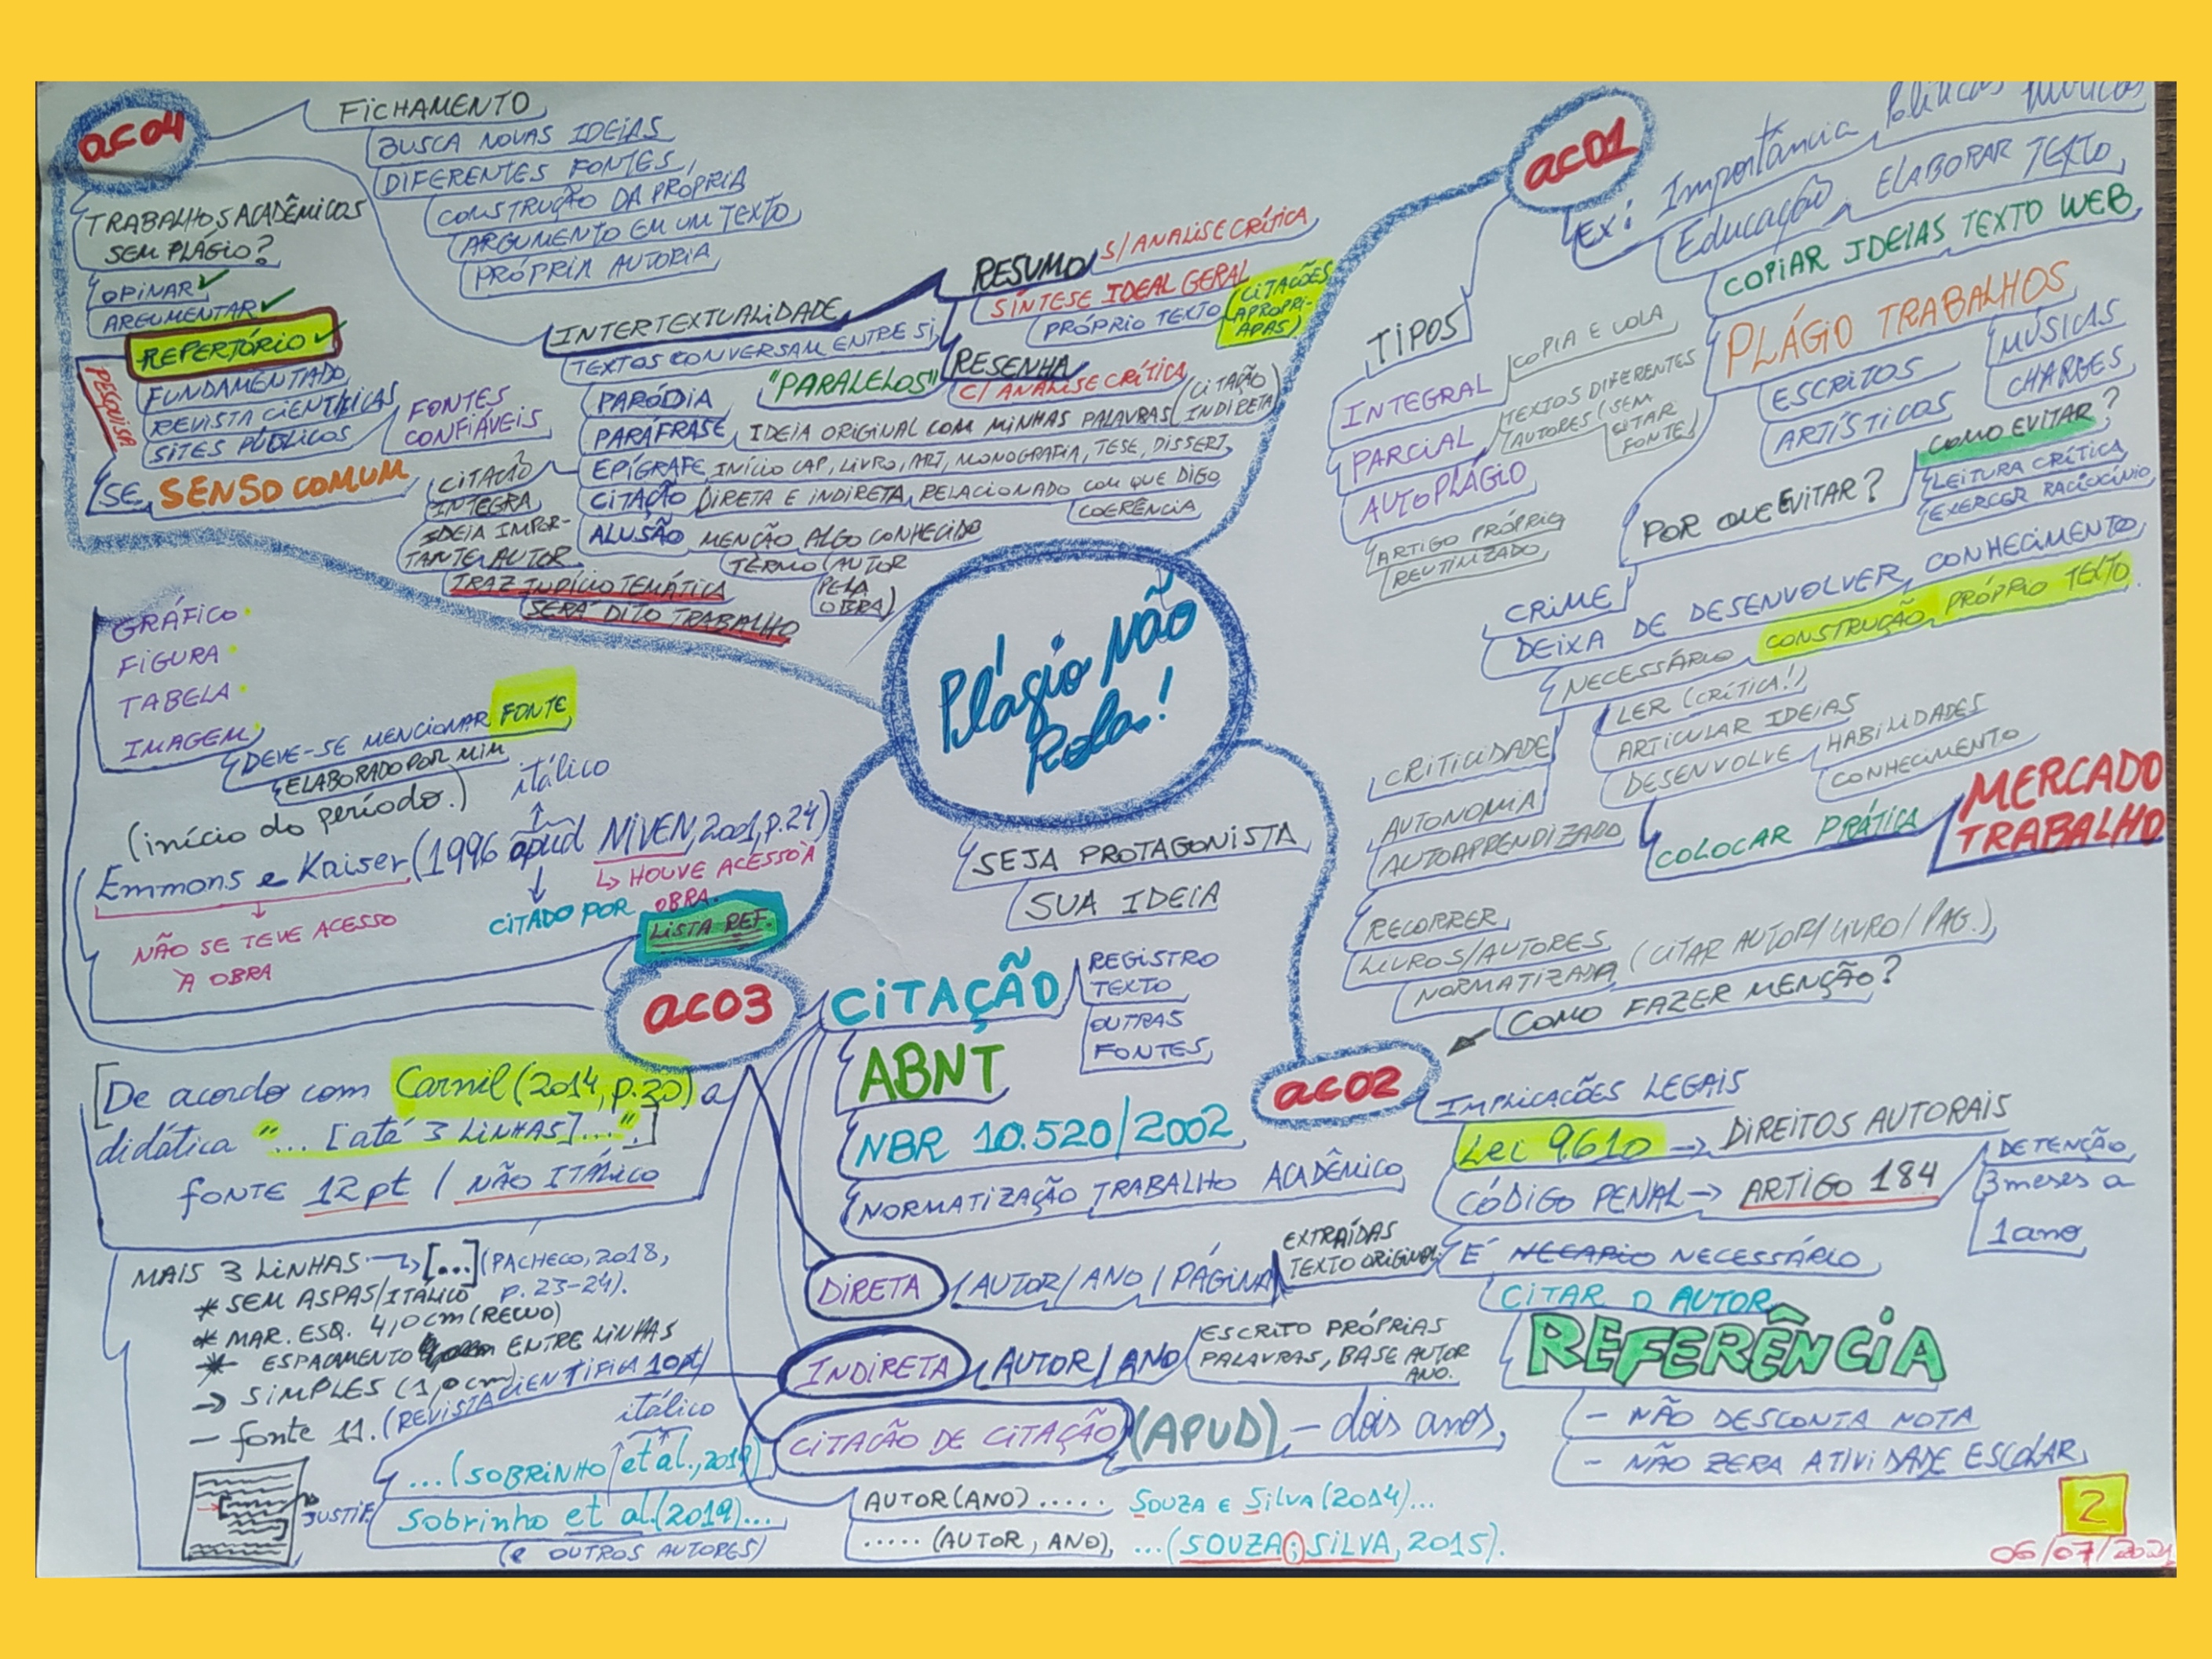 Plágio Não
Rola!
SEJA PROTAGONISTA
SUA IDEIA
ac01
EX: Importância Políticas Públicas
Educação, ELABORAR TEXTO,
COPIAR IDEIAS TEXTO WEB,
PLÁGIO TRABALHOS
ESCRITOS
ARTÍSTICOS
MÚSICAS
CHARGES
TIPOS
INTEGRAL
COPIA E COLA
PARCIAL
TEXTOS DIFERENTES
AUTORES (SEM
CITAR
FONTE)
AUTOPLÁGIO
ARTIGO PRÓPRIO
REUTILIZADO
POR QUE EVITAR?
COMO EVITAR?
LEITURA CRÍTICA
EXERCER RACIOCÍNIO
CRIME
DEIXA DE DESENVOLVER CONHECIMENTO
NECESSÁRIO CONSTRUÇÃO PRÓPRIO TEXTO.
LER (CRÍTICA!)
ARTICULAR IDEIAS
DESENVOLVE HABILIDADES
CONHECIMENTO
COLOCAR PRÁTICA
MERCADO
TRABALHO
CRITICIDADE
AUTONOMIA
AUTOAPRENDIZADO
RECORRER
LIVROS/AUTORES
NORMATIZADA (CITAR AUTOR/LIVRO/PAG.)
COMO FAZER MENÇÃO?
ac02
IMPLICAÇÕES LEGAIS
Lei 9610 → DIREITOS AUTORAIS
CÓDIGO PENAL → ARTIGO 184
DETENÇÃO
3 meses a
1 ano
É NECESSÁRIO
CITAR O AUTOR
REFERÊNCIA
- NÃO DESCONTA NOTA
- NÃO ZERA ATIVIDADE ESCOLAR
ac03
CITAÇÃO
REGISTRO
TEXTO
OUTRAS
FONTES
ABNT
NBR 10.520/2002
NORMATIZAÇÃO TRABALHO ACADÊMICO
DIRETA (AUTOR/ANO/PÁGINA
EXTRAÍDAS
TEXTO ORIGINAL
INDIRETA (AUTOR/ANO
ESCRITO PRÓPRIAS
PALAVRAS, BASE AUTOR
ANO.
CITAÇÃO DE CITAÇÃO (APUD) - dois anos,
AUTOR (ANO)..... SOUZA E SILVA (2014)...
..... (AUTOR, ANO), ...(SOUZA; SILVA, 2015).
GRÁFICO
FIGURA
TABELA
IMAGEM
DEVE-SE MENCIONAR FONTE
ELABORADO POR MIM
(início do período.)
itálico
Emmons e Kaiser (1996 apud MIVEN, 2001, p.24)
↳ HOUVE ACESSO À
OBRA.
CITADO POR
NÃO SE TEVE ACESSO
À OBRA
LISTA REF.
[De acordo com Carnil (2014, p.20) a
didática "... [até 3 LINHAS]...".]
FONTE 12pt / NÃO ITÁLICO
MAIS 3 LINHAS → [...] (PACHECO, 2018,
p. 23-24).
* SEM ASPAS/ITÁLICO
* MAR. ESQ. 4,0 cm (RECUO)
* ESPAÇAMENTO ENTRE LINHAS
→ SIMPLES (1,0 cm)
- fonte 11. (REVISTA CIENTÍFICA 10pt)
itálico
...(SOBRINHO et al., 2019)
Sobrinho et al. (2019)...
(e OUTROS AUTORES)
JUSTIF.
ac04
FICHAMENTO
BUSCA NOVAS IDEIAS
DIFERENTES FONTES,
CONSTRUÇÃO DA PRÓPRIA
ARGUMENTO EM UM TEXTO
PRÓPRIA AUTORIA
TRABALHOS ACADÊMICOS
SEM PLÁGIO?
OPINAR ✓
ARGUMENTAR ✓
REPERTÓRIO ✓
PESQUISA
FUNDAMENTADO
REVISTA CIENTÍFICAS
SITES PÚBLICOS
FONTES
CONFIÁVEIS
SE SENSO COMUM
INTERTEXTUALIDADE
TEXTOS CONVERSAM ENTRE SI
"PARALELOS"
RESUMO S/ ANALISE CRÍTICA
SÍNTESE IDEAL GERAL
PRÓPRIO TEXTO (CITAÇÕES
APROPRI-
ADAS)
RESENHA
C/ ANÁLISE CRÍTICA
PARÓDIA
PARÁFRASE IDEIA ORIGINAL COM MINHAS PALAVRAS (CITAÇÃO
INDIRETA)
EPÍGRAFE INÍCIO CAP, LIVRO, ART, MONOGRAFIA, TESE, DISSERT.
CITAÇÃO
INTEGRA
IDEIA IMPOR-
TANTE AUTOR
TRAZ INDÍCIO TEMÁTICA
SERÁ DITO TRABALHO
CITAÇÃO DIRETA E INDIRETA, RELACIONADO COM QUE DIGO
COERÊNCIA
ALUSÃO MENÇÃO ALGO CONHECIDO
TERMO (AUTOR
PELA
OBRA)
2
06/07/2021